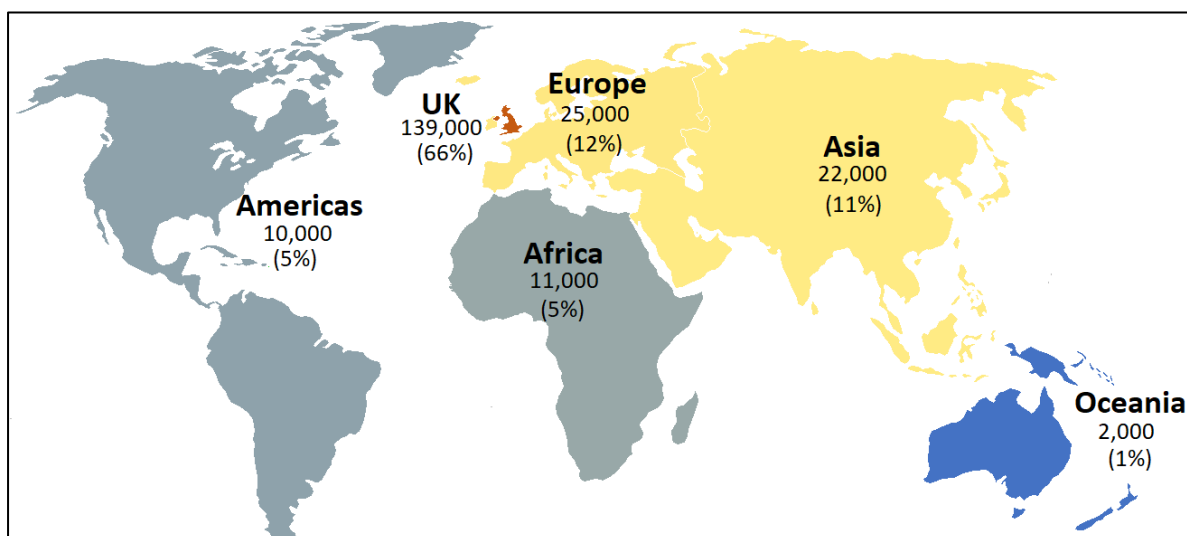 UK
139,000
(66%)
Europe
25,000
(12%)
Asia
22,000
(11%)
Americas
10,000
(5%)
Africa
11,000
(5%)
Oceania
2,000
(1%)